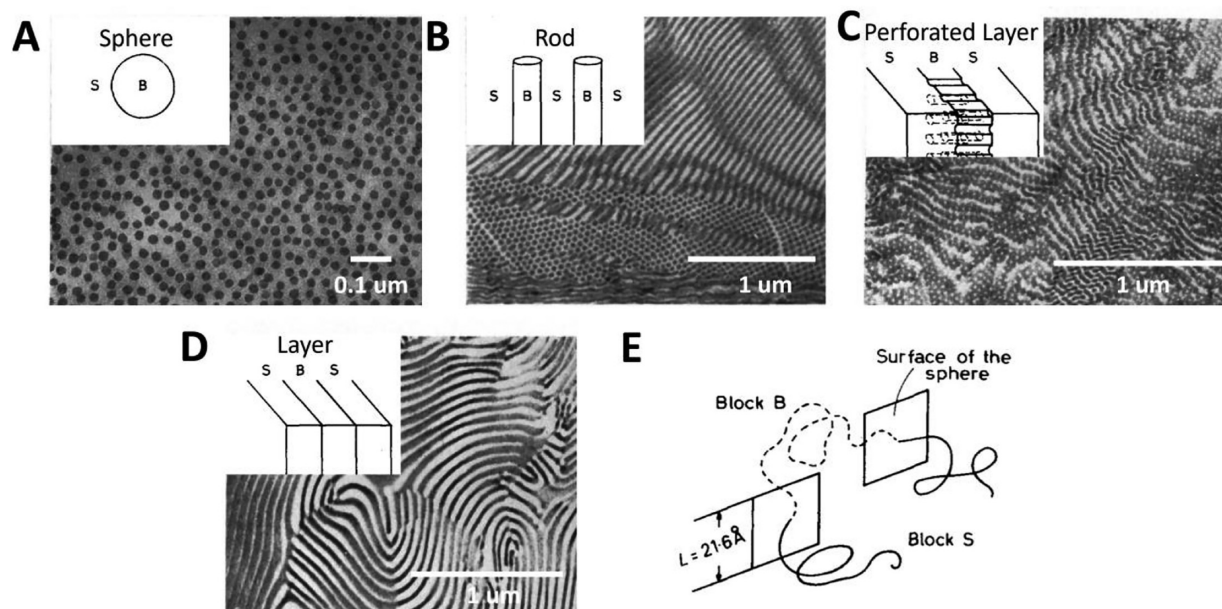 A
Sphere
S B
0.1 um
B
Rod
S B S B S
1 um
C
Perforated Layer
S B S
1 um
D
Layer
S B S
1 um
E
Surface of the
sphere
Block B
L = 21·6Å
Block S